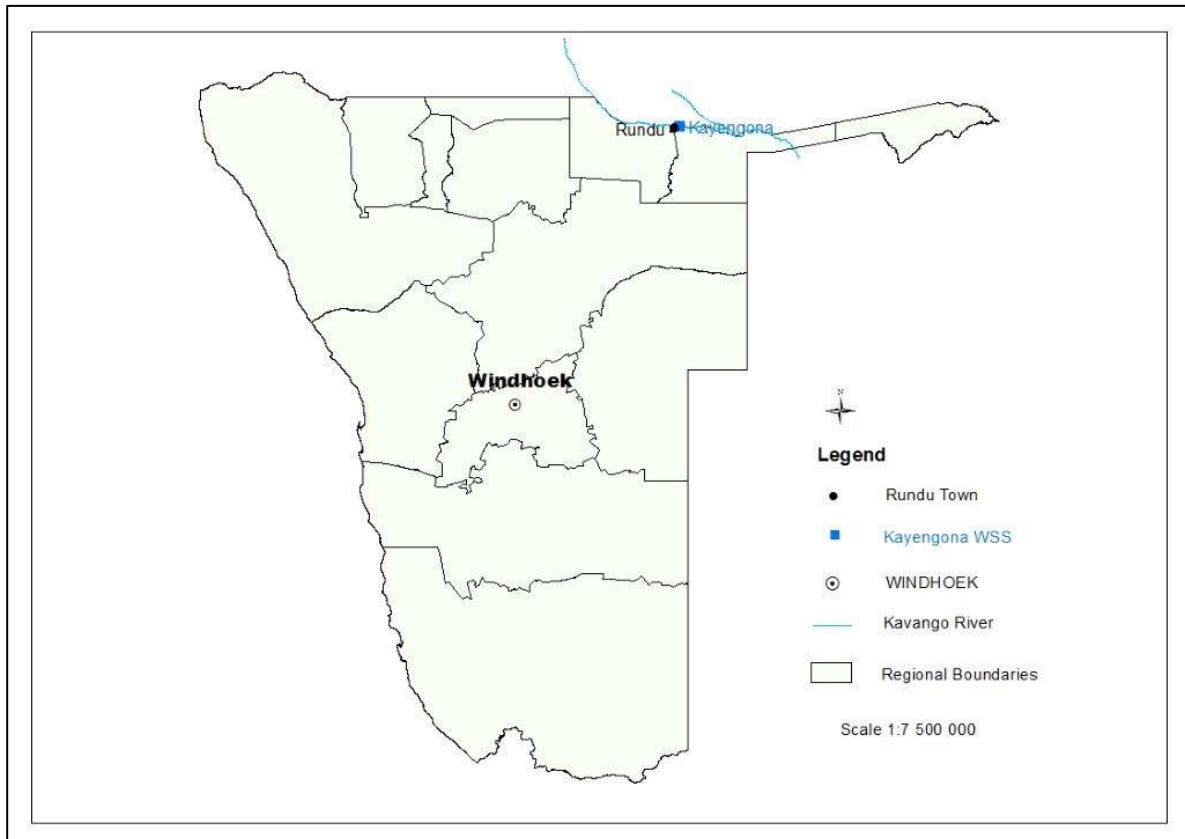 Rundu
Kayengona
Windhoek
N
Legend
Rundu Town
Kayengona WSS
WINDHOEK
Kavango River
Regional Boundaries
Scale 1:7 500 000